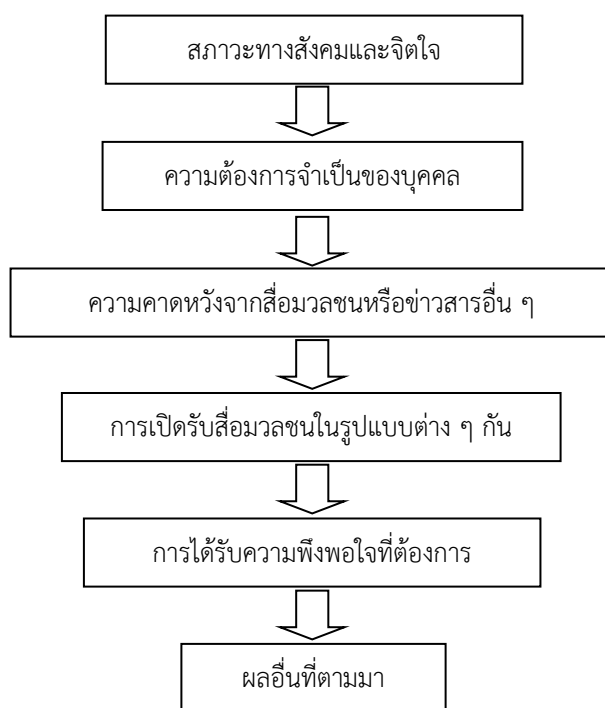 สภาวะทางสังคมและจิตใจ
ความต้องการจำเป็นของบุคคล
ความคาดหวังจากสื่อมวลชนหรือข่าวสารอื่น ๆ
การเปิดรับสื่อมวลชนในรูปแบบต่าง ๆ กัน
การได้รับความพึงพอใจที่ต้องการ
ผลอื่นที่ตามมา